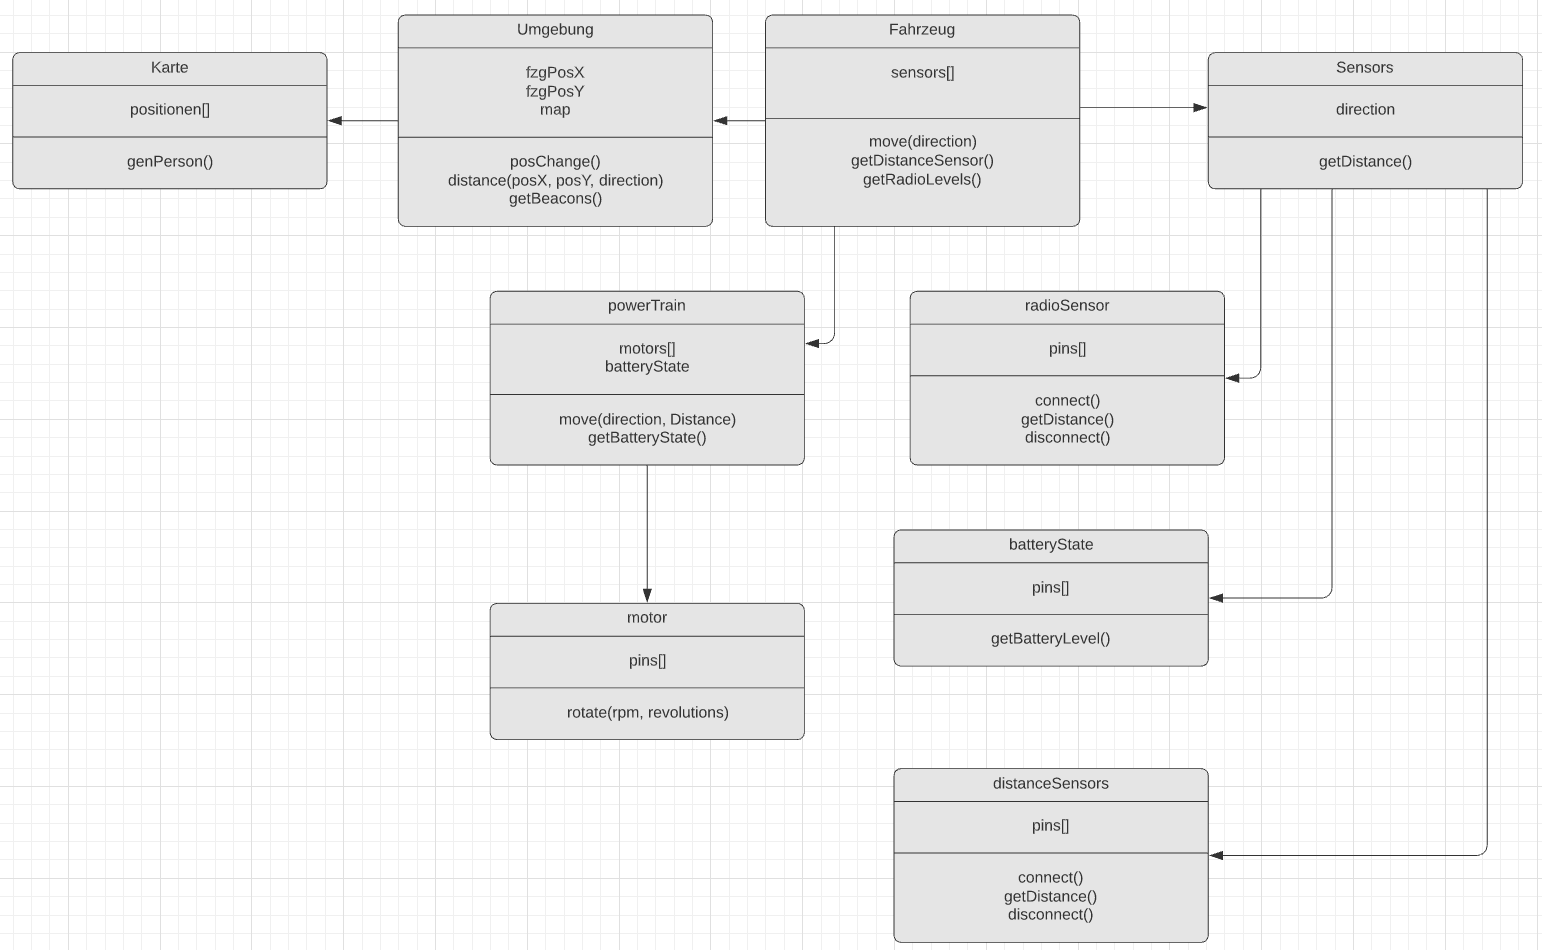 Karte
positionen[]
genPerson()
Umgebung
fzgPosX
fzgPosY
map
posChange()
distance(posX, posY, direction)
getBeacons()
Fahrzeug
sensors[]
move(direction)
getDistanceSensor()
getRadioLevels()
Sensors
direction
getDistance()
powerTrain
motors[]
batteryState
move(direction, Distance)
getBatteryState()
radioSensor
pins[]
connect()
getDistance()
disconnect()
motor
pins[]
rotate(rpm, revolutions)
batteryState
pins[]
getBatteryLevel()
distanceSensors
pins[]
connect()
getDistance()
disconnect()